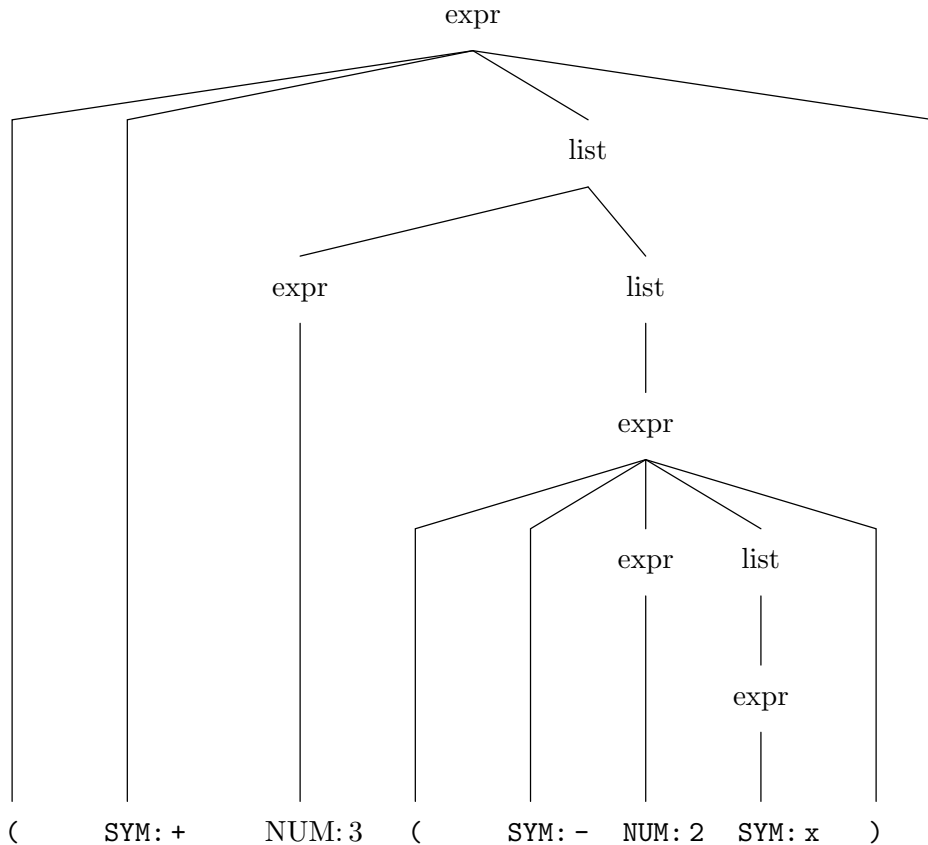 expr
list
expr list
expr
expr list
expr
( SYM: + NUM: 3 ( SYM: - NUM: 2 SYM: x )